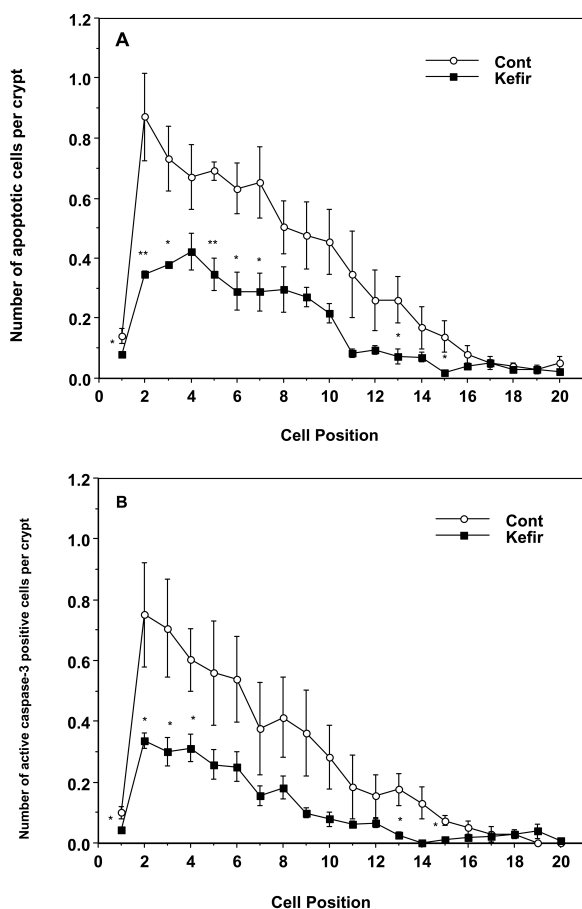 A
Cont
Kefir
Number of apoptotic cells per crypt
1.2
1.0
0.8
0.6
0.4
0.2
0.0
** * ** * *
* * *
0 2 4 6 8 10 12 14 16 18 20
Cell Position
B
Cont
Kefir
Number of active caspase-3 positive cells per crypt
1.2
1.0
0.8
0.6
0.4
0.2
0.0
* * *
* * *
0 2 4 6 8 10 12 14 16 18 20
Cell Position